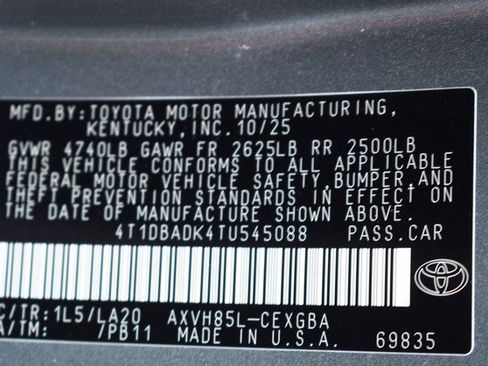 MFD.BY:TOYOTA MOTOR MANUFACTURING,
KENTUCKY,INC.10/25
GVWR 4740LB GAWR FR 2625LB RR 2500LB
THIS VEHICLE CONFORMS TO ALL APPLICABLE
FEDERAL MOTOR VEHICLE SAFETY,BUMPER,AND
THEFT PREVENTION STANDARDS IN EFFECT ON
THE DATE OF MANUFACTURE SHOWN ABOVE.
4T1DBADK4TU545088 PASS.CAR
C/TR:1L5/LA20 AXVH85L-CEXGBA
A/TM: 7PB11 MADE IN U.S.A. 69835